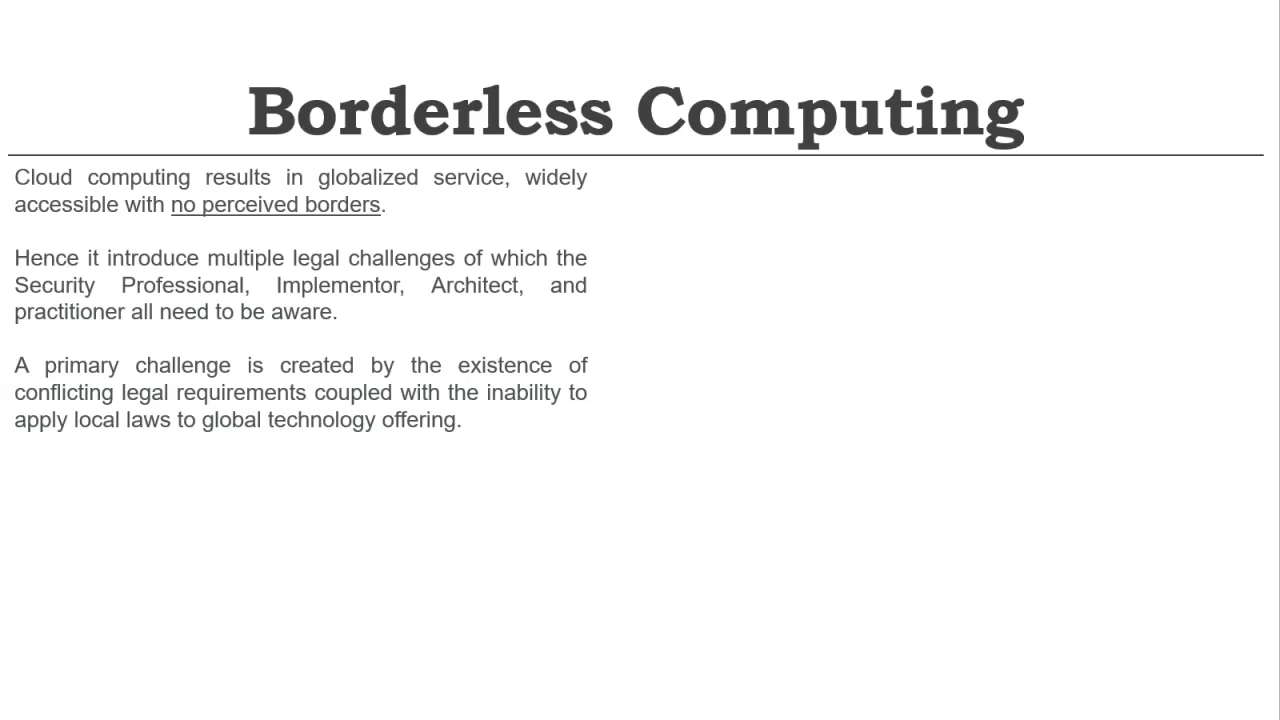 Borderless Computing
Cloud computing results in globalized service, widely
accessible with no perceived borders.
Hence it introduce multiple legal challenges of which the
Security Professional, Implementor, Architect, and
practitioner all need to be aware.
A primary challenge is created by the existence of
conflicting legal requirements coupled with the inability to
apply local laws to global technology offering.